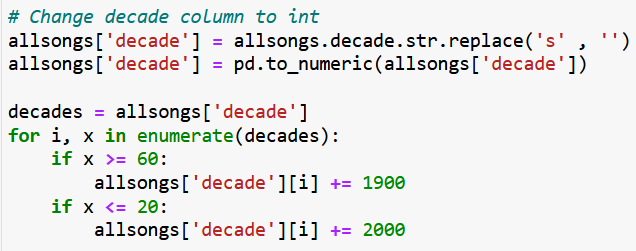 # Change decade column to int
allsongs['decade'] = allsongs.decade.str.replace('s' , '')
allsongs['decade'] = pd.to_numeric(allsongs['decade'])

decades = allsongs['decade']
for i, x in enumerate(decades):
    if x >= 60:
        allsongs['decade'][i] += 1900
    if x <= 20:
        allsongs['decade'][i] += 2000